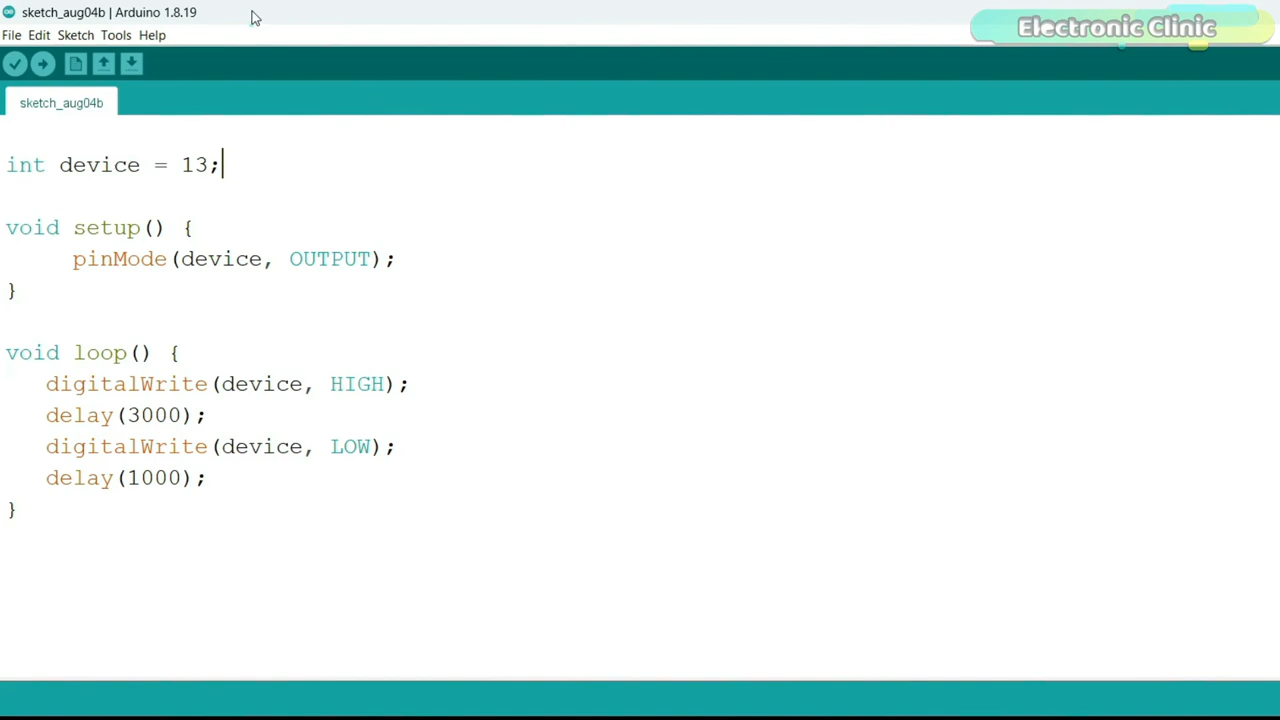 sketch_aug04b | Arduino 1.8.19
Electronic Clinic
File Edit Sketch Tools Help
sketch_aug04b
int device = 13;
void setup() {
pinMode(device, OUTPUT);
}
void loop() {
digitalWrite(device, HIGH);
delay(3000);
digitalWrite(device, LOW);
delay(1000);
}